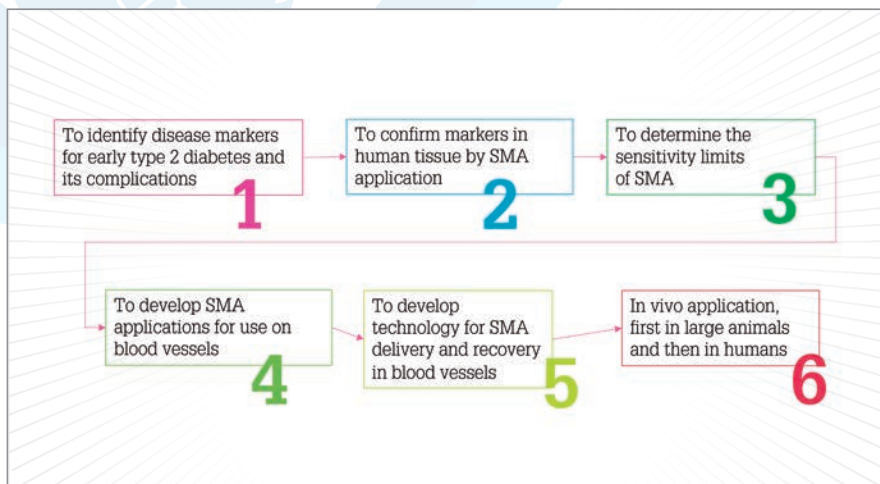 To identify disease markers
for early type 2 diabetes and
its complications
1
To confirm markers in
human tissue by SMA
application
2
To determine the
sensitivity limits
of SMA
3
To develop SMA
applications for use on
blood vessels
4
To develop
technology for SMA
delivery and recovery
in blood vessels
5
In vivo application,
first in large animals
and then in humans
6